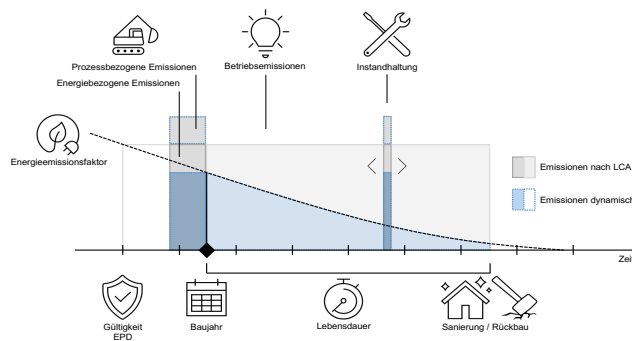 Prozessbezogene Emissionen
Energiebezogene Emissionen
Betriebsemissionen
Instandhaltung
Energieemissionsfaktor
Emissionen nach LCA
Emissionen dynamisch
Zeit
Gültigkeit
EPD
Baujahr
Lebensdauer
Sanierung / Rückbau